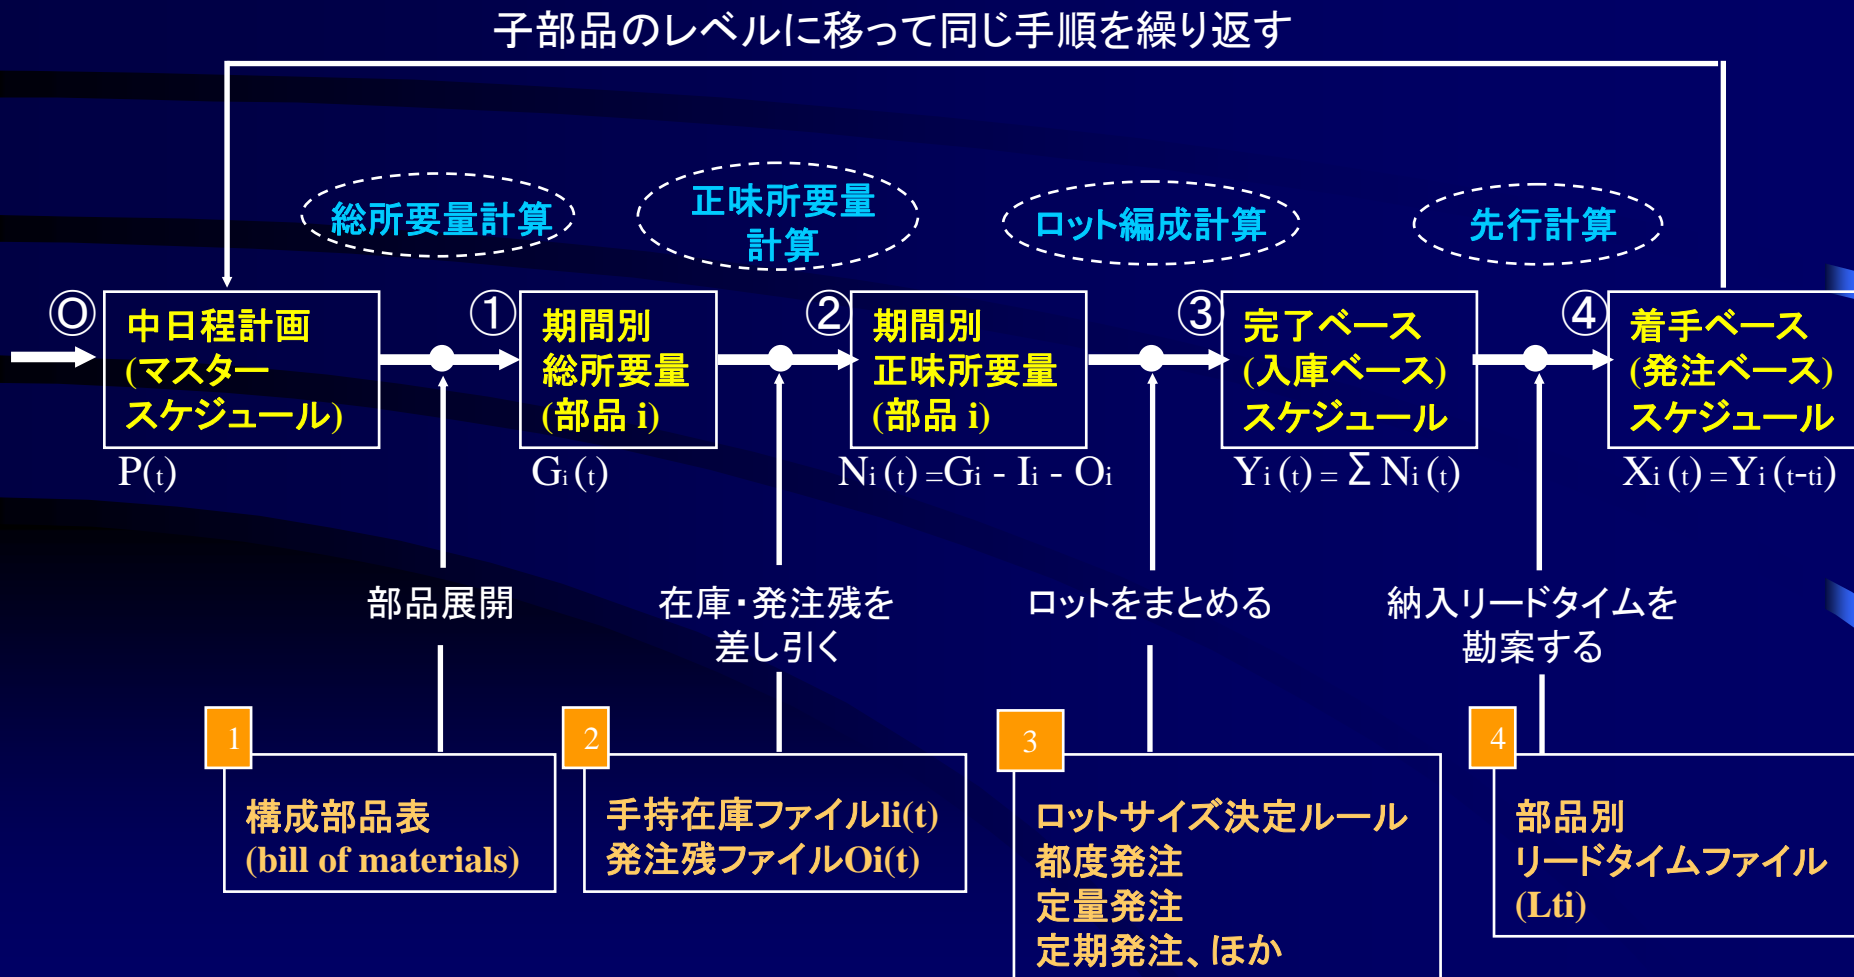 子部品のレベルに移って同じ手順を繰り返す
総所要量計算
正味所要量
計算
ロット編成計算
先行計算
⓪
中日程計画
(マスター
スケジュール)
P(t)
①
期間別
総所要量
(部品 i)
Gi (t)
②
期間別
正味所要量
(部品 i)
Ni (t) =Gi - Ii - Oi
③
完了ベース
(入庫ベース)
スケジュール
Yi (t) = Σ Ni (t)
④
着手ベース
(発注ベース)
スケジュール
Xi (t) =Yi (t-ti)
部品展開
在庫・発注残を
差し引く
ロットをまとめる
納入リードタイムを
勘案する
1
構成部品表
(bill of materials)
2
手持在庫ファイルli(t)
発注残ファイルOi(t)
3
ロットサイズ決定ルール
都度発注
定量発注
定期発注、ほか
4
部品別
リードタイムファイル
(Lti)